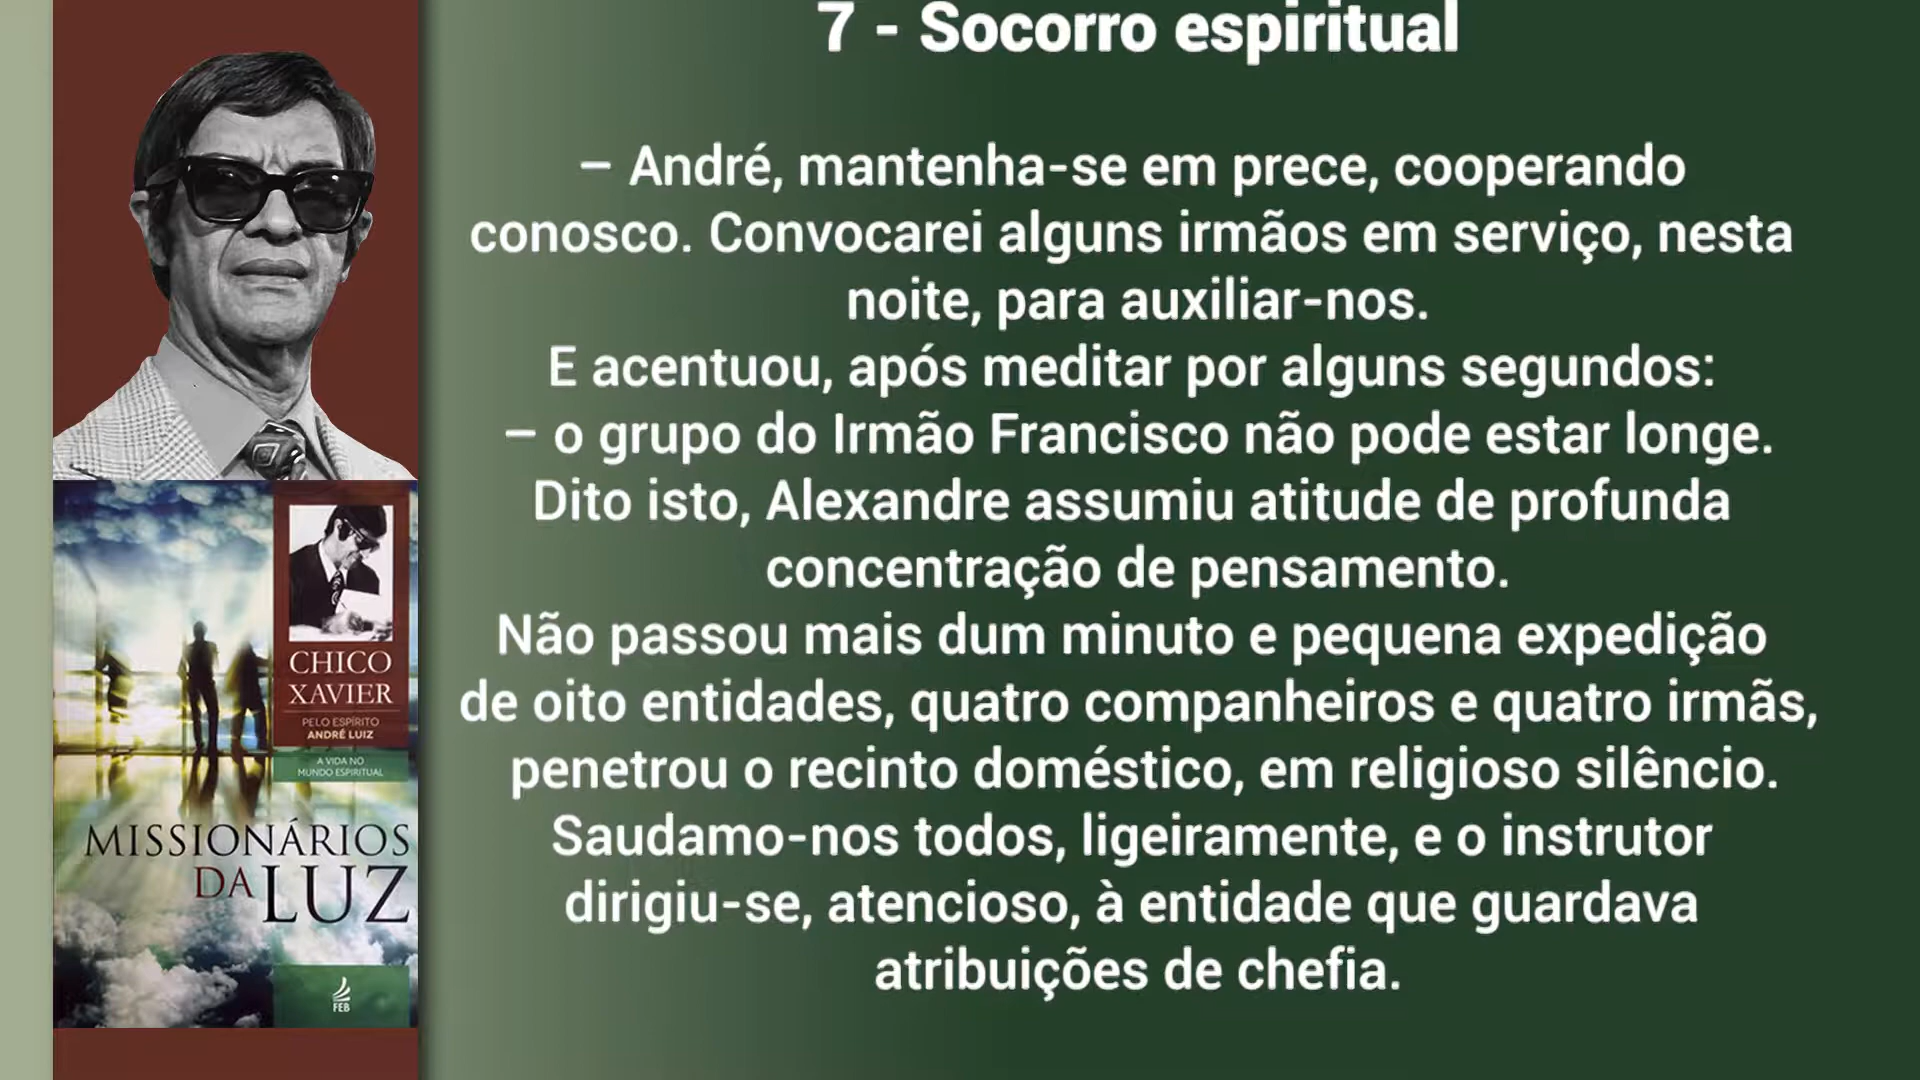 7 - Socorro espiritual
– André, mantenha-se em prece, cooperando
conosco. Convocarei alguns irmãos em serviço, nesta
noite, para auxiliar-nos.
E acentuou, após meditar por alguns segundos:
– o grupo do Irmão Francisco não pode estar longe.
Dito isto, Alexandre assumiu atitude de profunda
concentração de pensamento.
Não passou mais dum minuto e pequena expedição
de oito entidades, quatro companheiros e quatro irmãs,
penetrou o recinto doméstico, em religioso silêncio.
Saudamo-nos todos, ligeiramente, e o instrutor
dirigiu-se, atencioso, à entidade que guardava
atribuições de chefia.
CHICO
XAVIER
PELO ESPÍRITO
ANDRÉ LUIZ
A VIDA NO
MUNDO ESPIRITUAL
MISSIONÁRIOS
DA LUZ
FEB